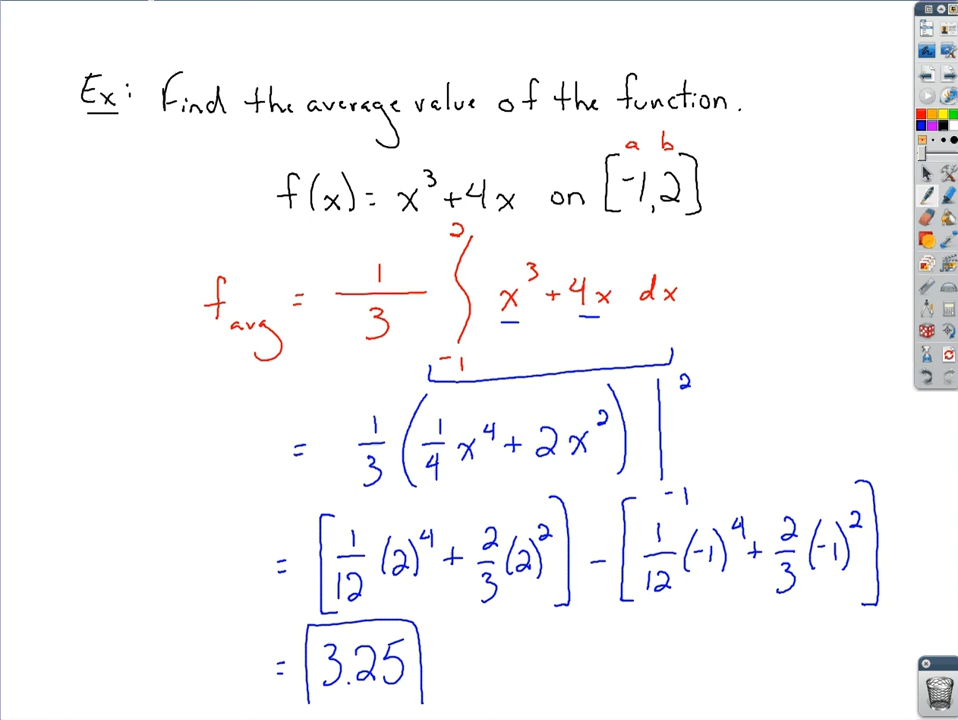 Ex: Find the average value of the function.
a b
f(x) = x³ + 4x on [-1, 2]
f_avg = 1/3 ∫_{-1}^{2} x³ + 4x dx
= 1/3 (1/4 x⁴ + 2x²) |_{-1}^{2}
= [1/12 (2)⁴ + 2/3 (2)²] - [1/12 (-1)⁴ + 2/3 (-1)²]
= 3.25